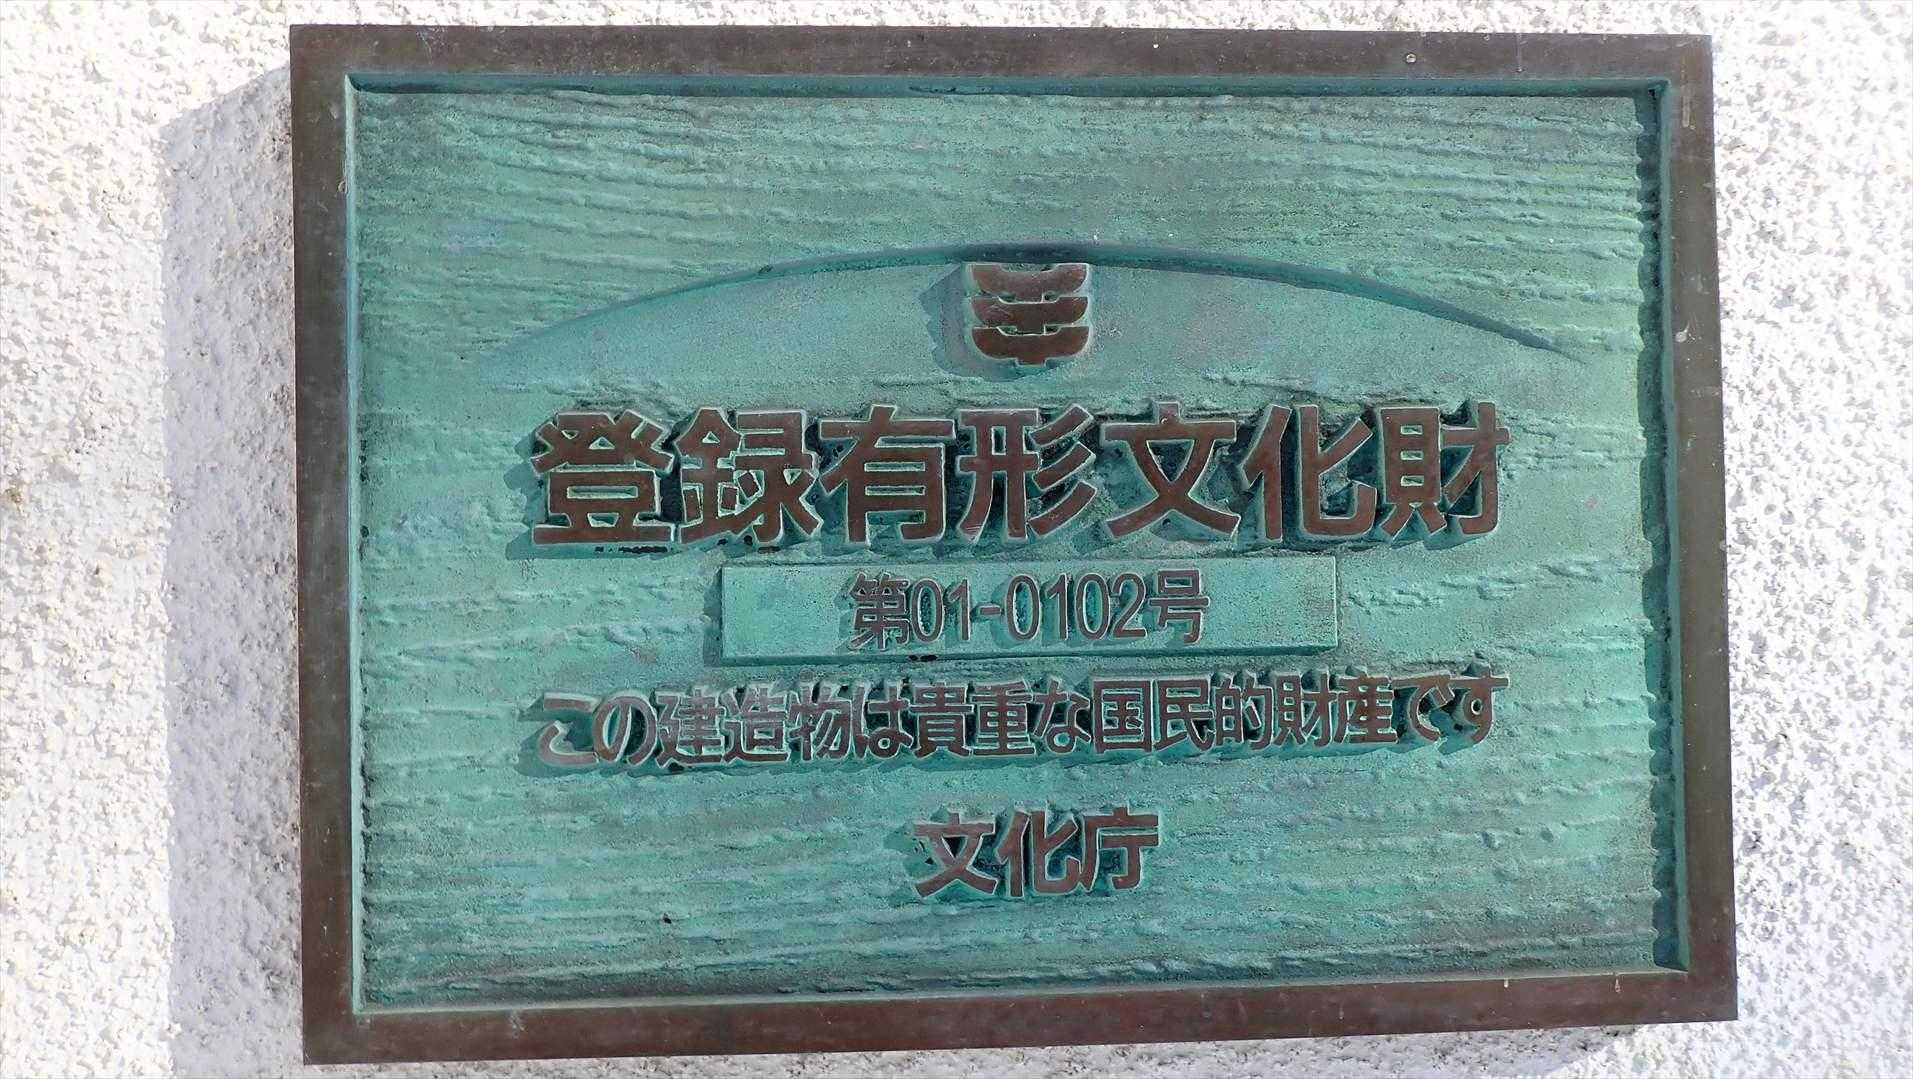 登録有形文化財
第01-0102号
この建造物は貴重な国民的財産です
文化庁